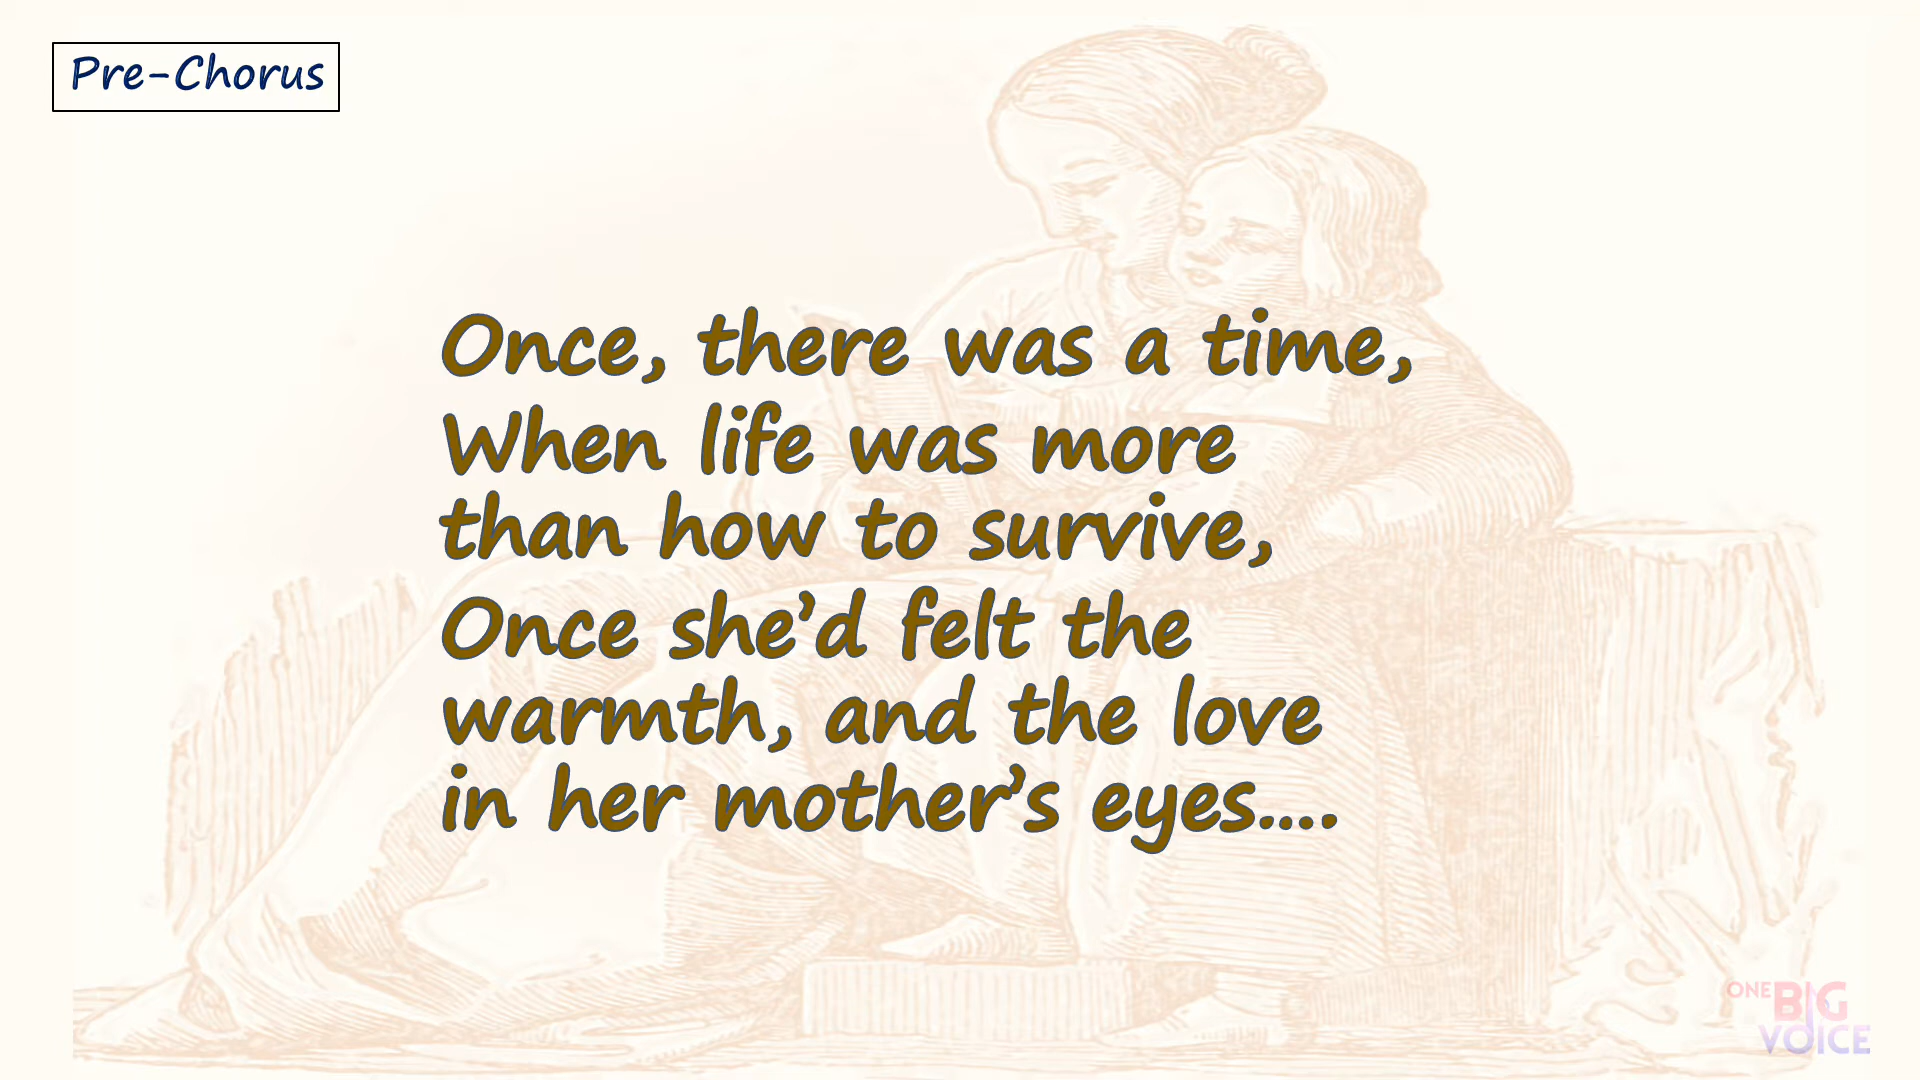 Pre-Chorus
Once, there was a time,
When life was more
than how to survive,
Once she’d felt the
warmth, and the love
in her mother’s eyes....
ONE BIG
VOICE